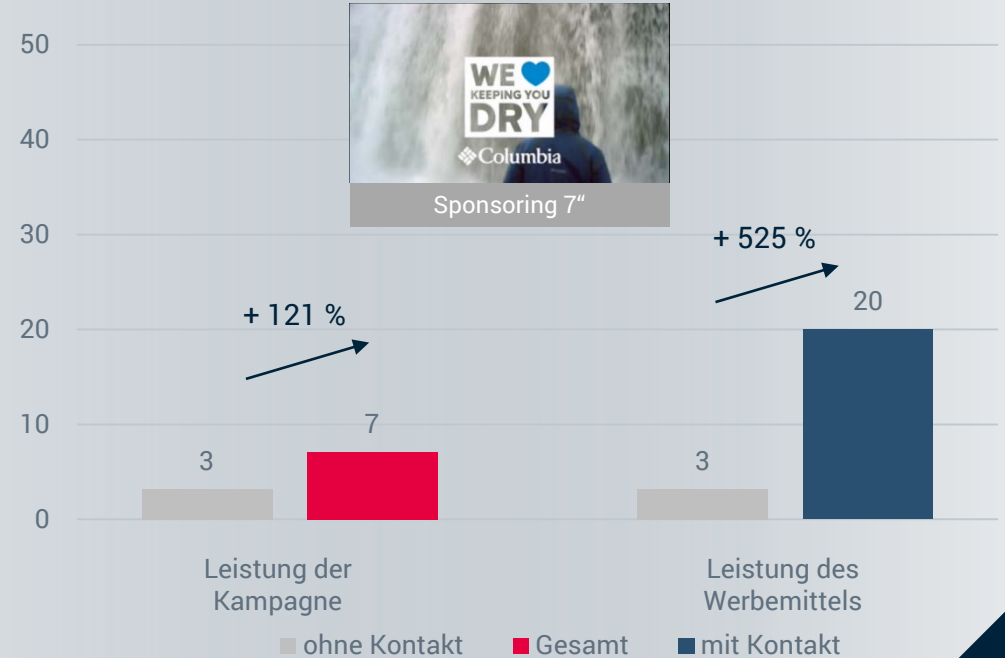 50
WE
KEEPING YOU
DRY
40
Columbia
Sponsoring 7“
30
+ 525 %
20
+ 121 %
20
10
7
3
3
0
Leistung der
Kampagne
Leistung des
Werbemittels
ohne Kontakt
Gesamt
mit Kontakt